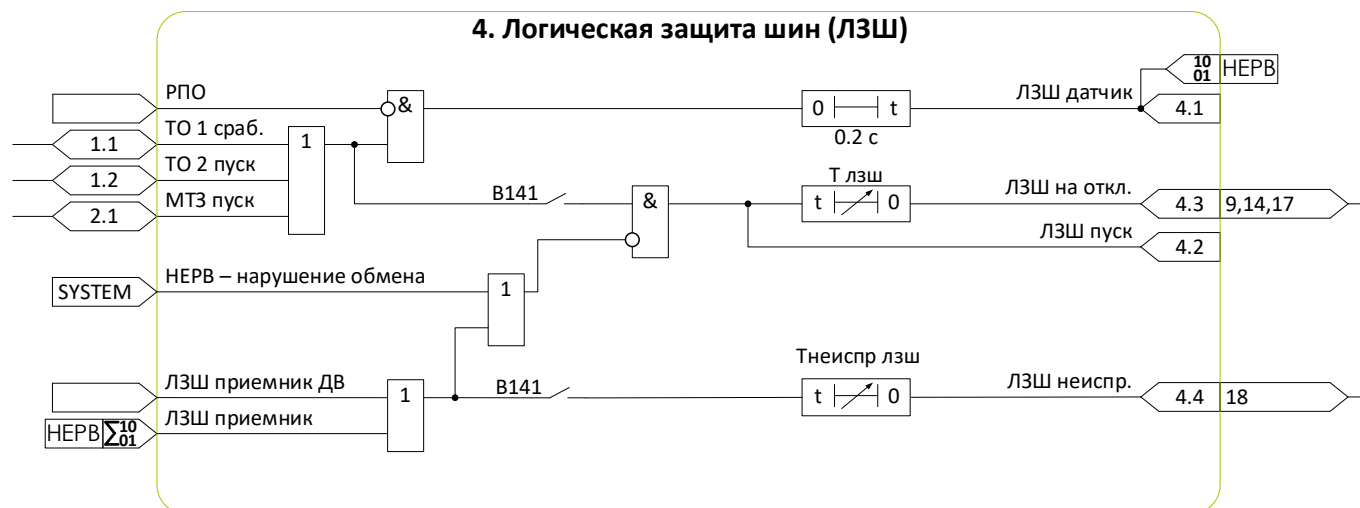 4. Логическая защита шин (ЛЗШ)
10
01
НЕРВ
РПО
&
0
t
0.2 с
ЛЗШ датчик
4.1
1.1
ТО 1 сраб.
1
1.2
ТО 2 пуск
2.1
МТЗ пуск
В141
&
Т лзш
t
0
ЛЗШ на откл.
4.3
9,14,17
ЛЗШ пуск
4.2
SYSTEM
НЕРВ – нарушение обмена
1
Тнеиспр лзш
ЛЗШ приемник ДВ
1
В141
t
0
ЛЗШ неиспр.
4.4
18
НЕРВ
∑
10
01
ЛЗШ приемник